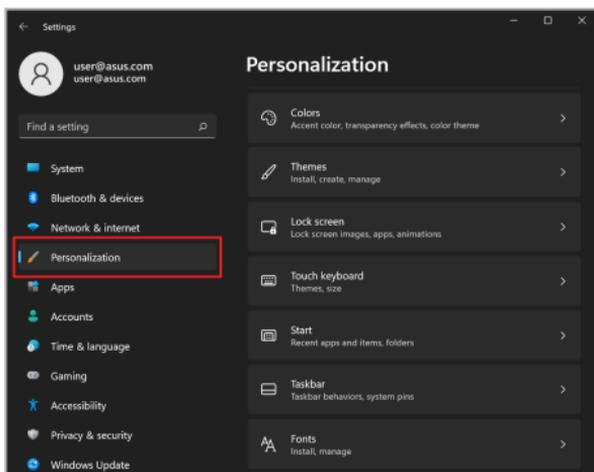 Settings
user@asus.com
user@asus.com
Find a setting
System
Bluetooth & devices
Network & internet
Personalization
Apps
Accounts
Time & language
Gaming
Accessibility
Privacy & security
Windows Update
Personalization
Colors
Accent color, transparency effects, color theme
Themes
Install, create, manage
Lock screen
Lock screen images, apps, animations
Touch keyboard
Themes, size
Start
Recent apps and items, folders
Taskbar
Taskbar behaviors, system pins
Fonts
Install, manage